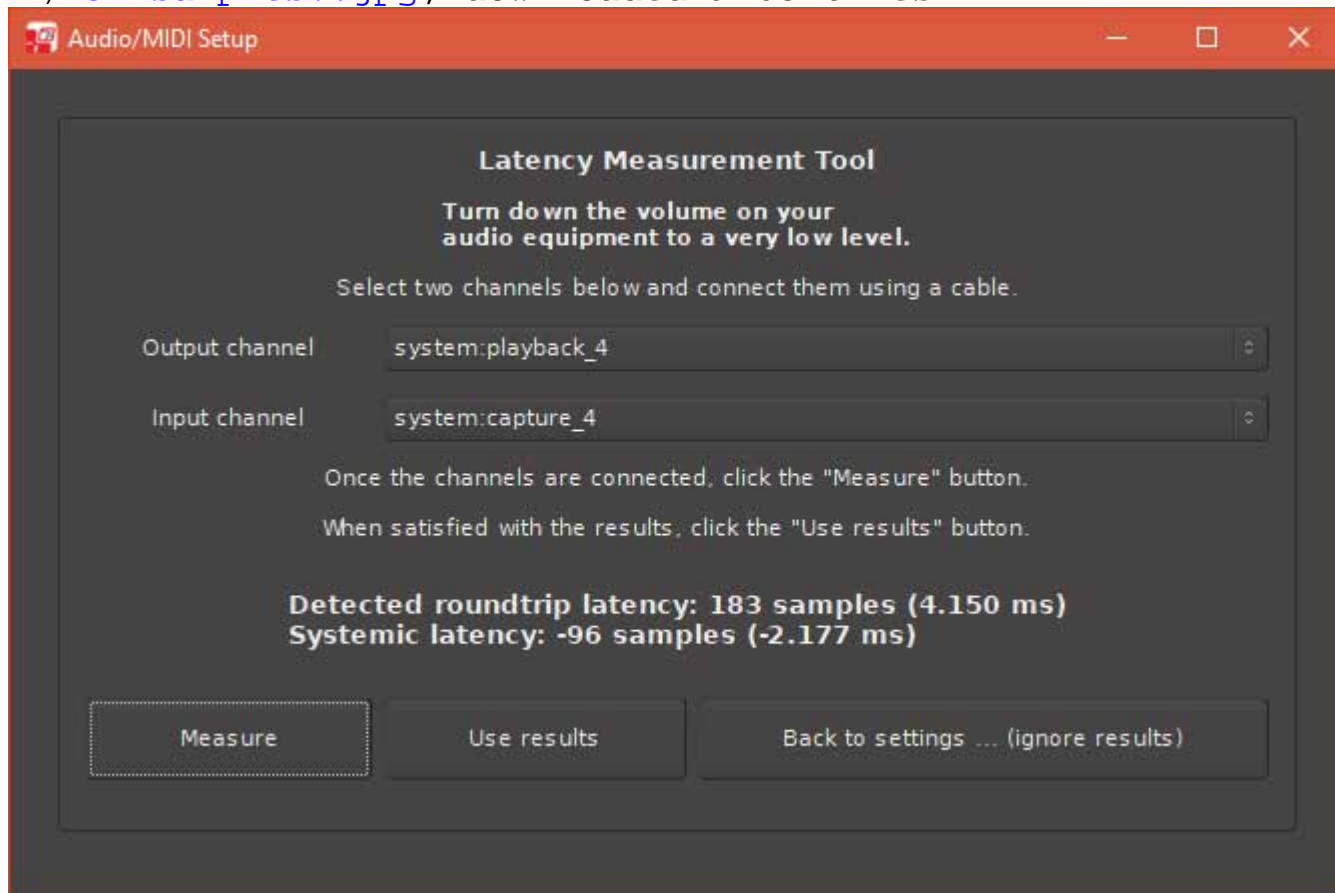 Audio/MIDI Setup
Latency Measurement Tool
Turn down the volume on your
audio equipment to a very low level.
Select two channels below and connect them using a cable.
Output channel system:playback_4
Input channel system:capture_4
Once the channels are connected, click the "Measure" button.
When satisfied with the results, click the "Use results" button.
Detected roundtrip latency: 183 samples (4.150 ms)
Systemic latency: -96 samples (-2.177 ms)
Measure Use results Back to settings ... (ignore results)